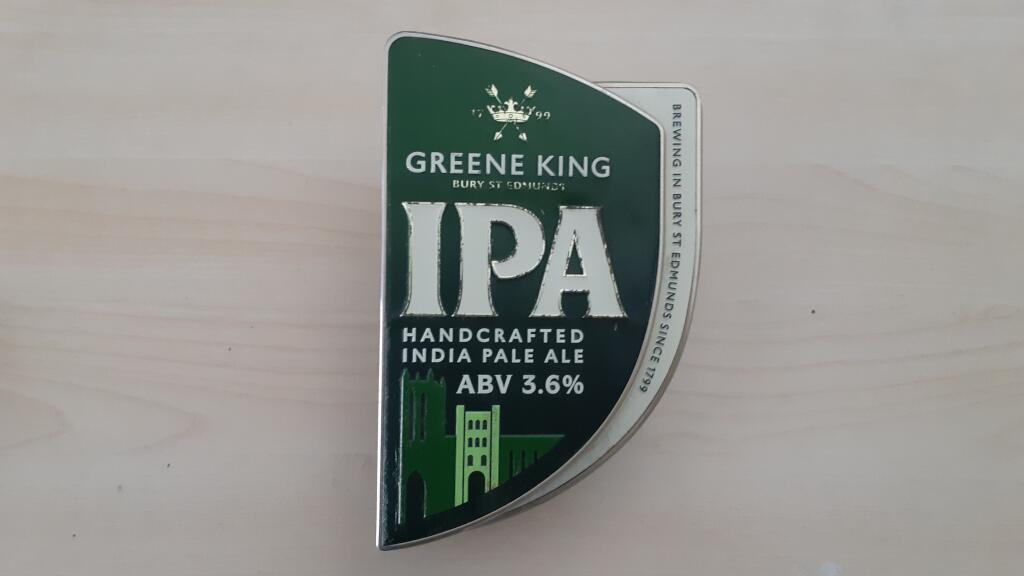 17 99
GREENE KING
BURY ST EDMUNDS
IPA
HANDCRAFTED
INDIA PALE ALE
ABV 3.6%
BREWING IN BURY ST EDMUNDS SINCE 1799